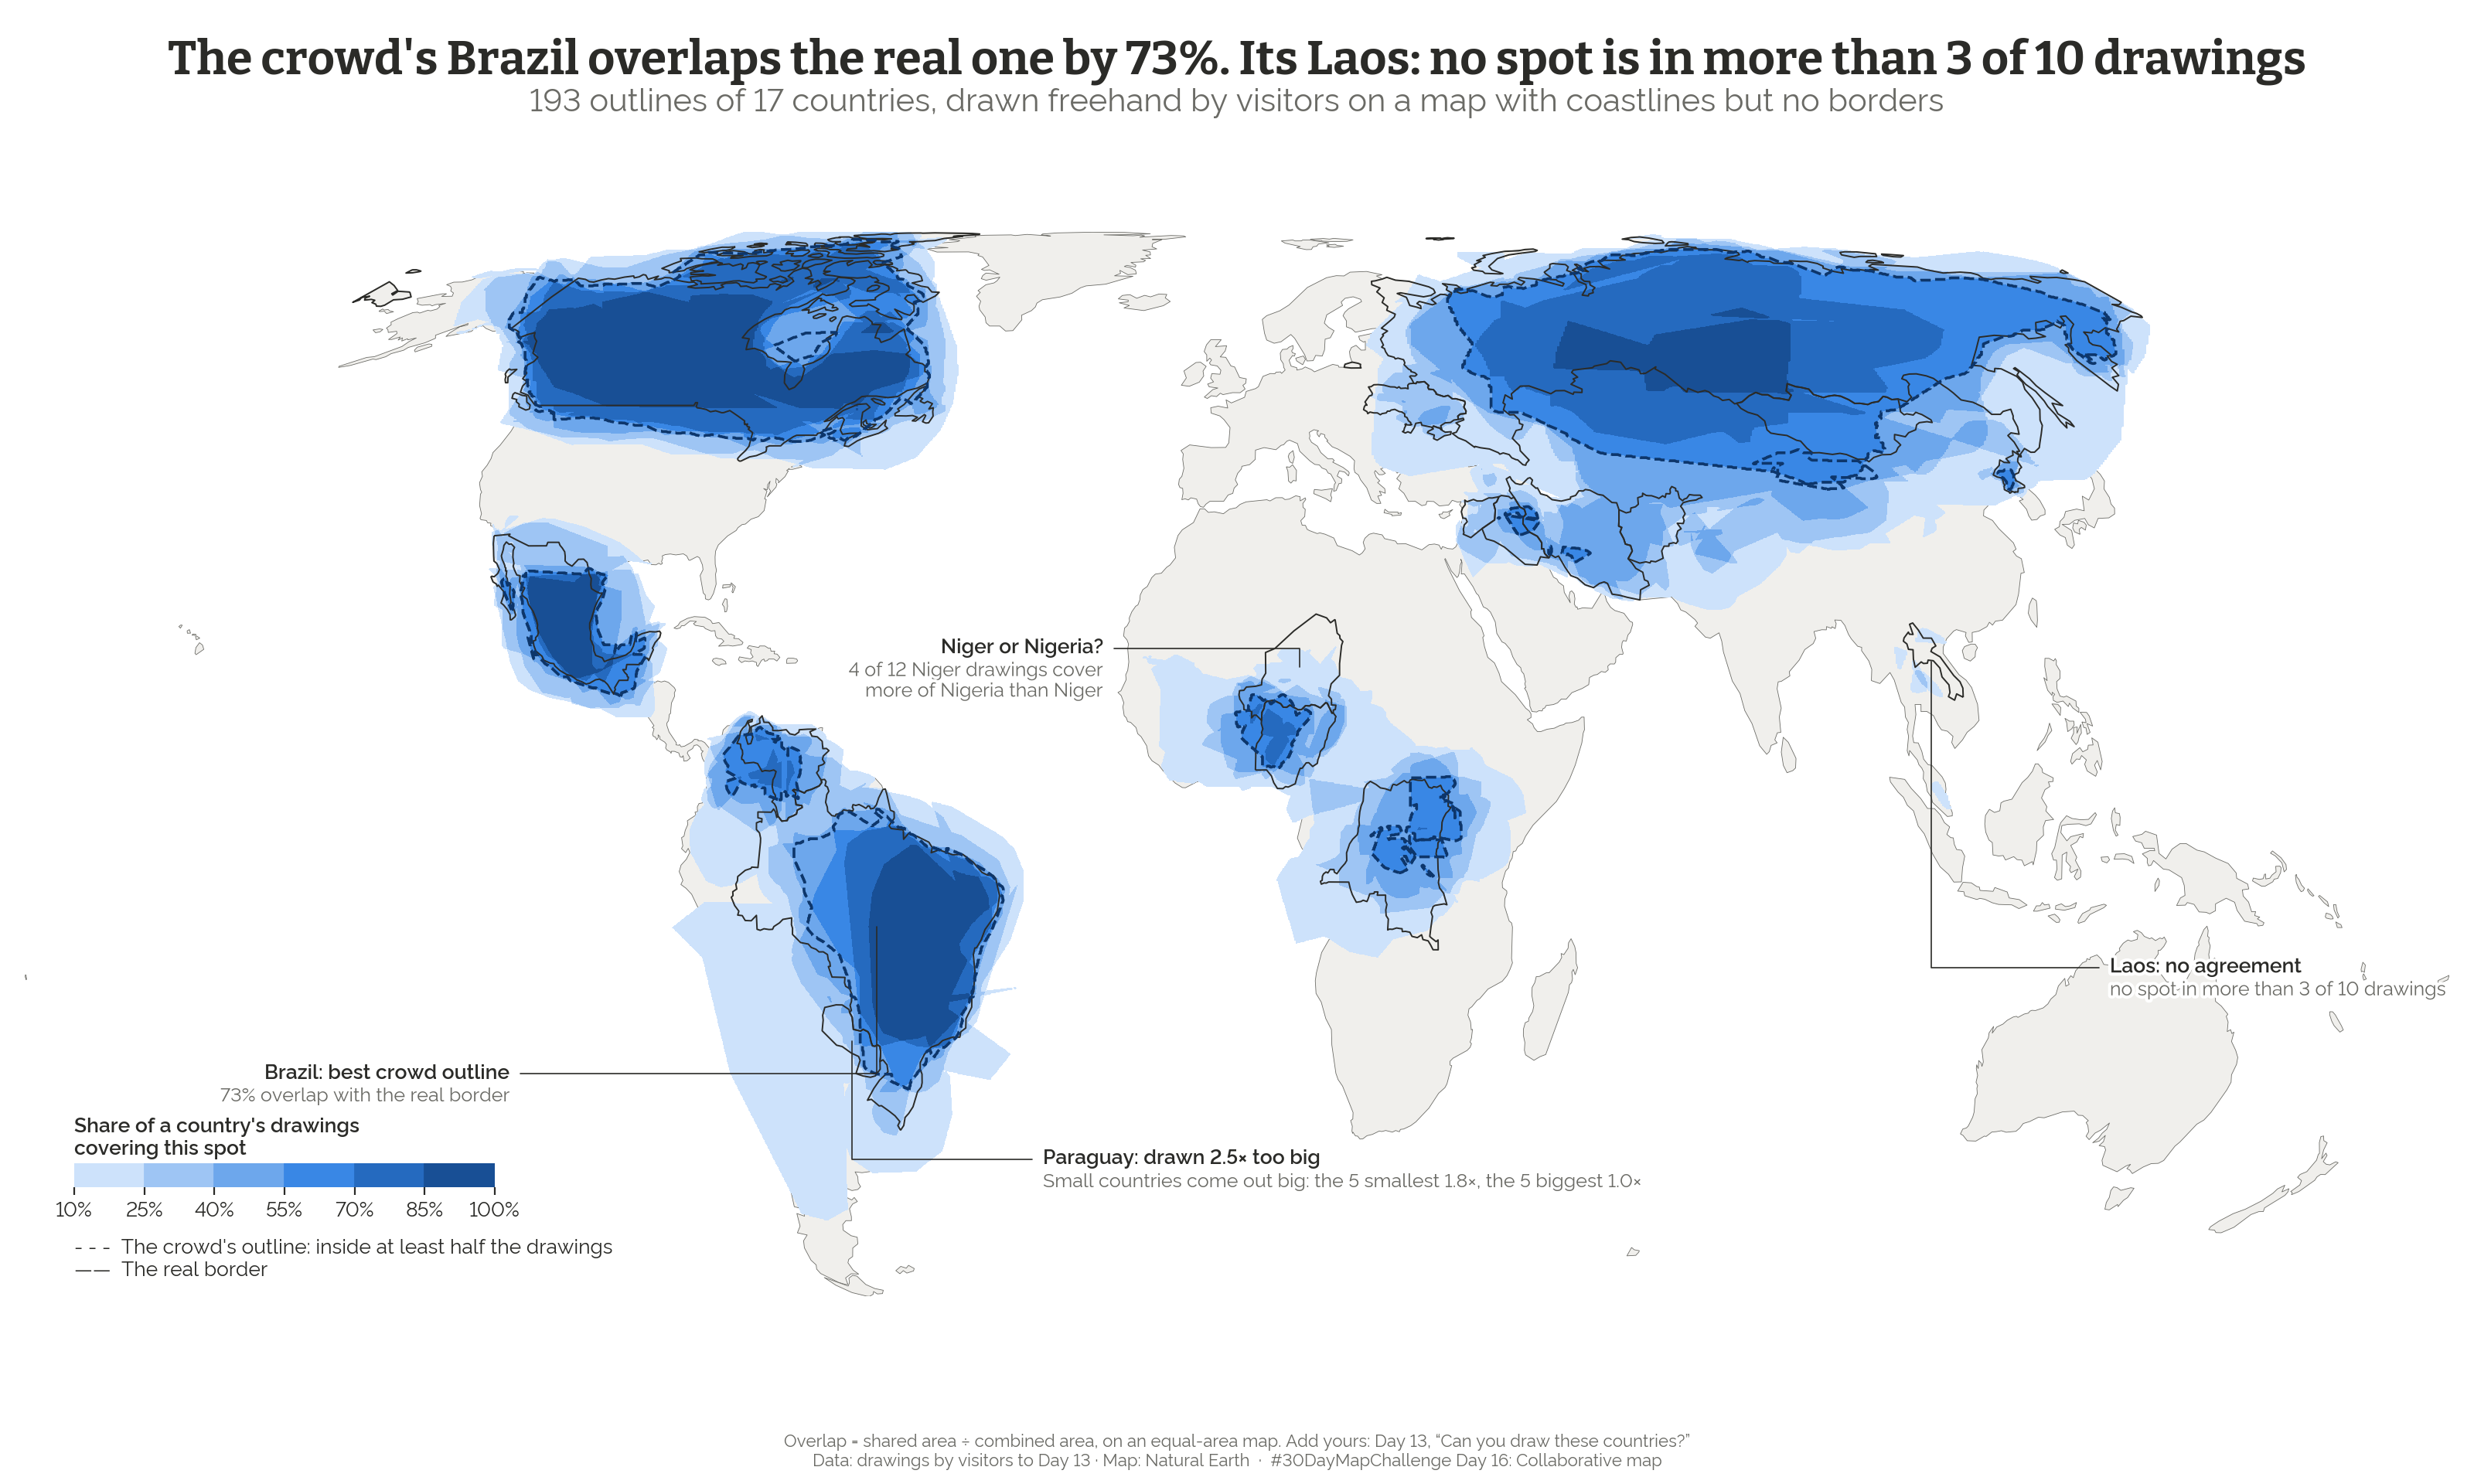 The crowd's Brazil overlaps the real one by 73%. Its Laos: no spot is in more than 3 of 10 drawings
193 outlines of 17 countries, drawn freehand by visitors on a map with coastlines but no borders
Niger or Nigeria?
4 of 12 Niger drawings cover
more of Nigeria than Niger
Laos: no agreement
no spot in more than 3 of 10 drawings
Brazil: best crowd outline
73% overlap with the real border
Share of a country's drawings
covering this spot
10% 25% 40% 55% 70% 85% 100%
The crowd's outline: inside at least half the drawings
The real border
Paraguay: drawn 2.5× too big
Small countries come out big: the 5 smallest 1.8×, the 5 biggest 1.0×
Overlap = shared area ÷ combined area, on an equal-area map. Add yours: Day 13, “Can you draw these countries?”
Data: drawings by visitors to Day 13 · Map: Natural Earth · #30DayMapChallenge Day 16: Collaborative map